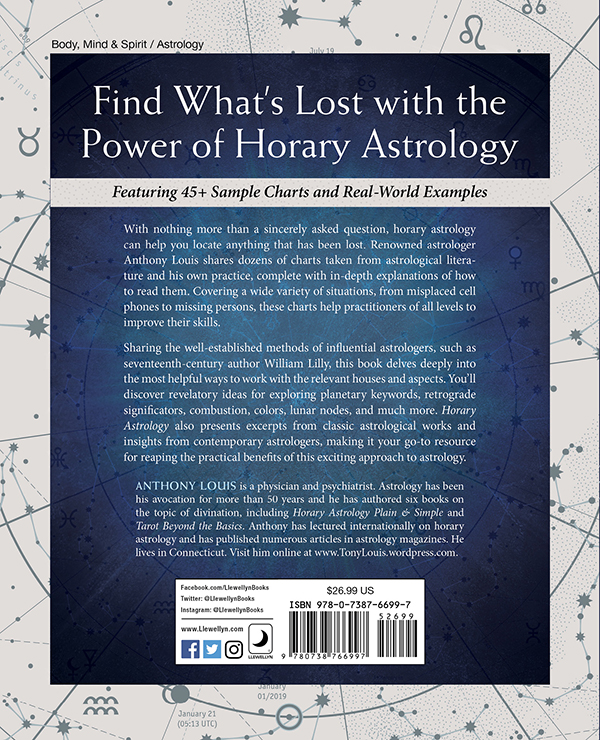 Body, Mind & Spirit / Astrology
July 19
Find What's Lost with the
Power of Horary Astrology
Featuring 45+ Sample Charts and Real-World Examples
With nothing more than a sincerely asked question, horary astrology
can help you locate anything that has been lost. Renowned astrologer
Anthony Louis shares dozens of charts taken from astrological litera-
ture and his own practice, complete with in-depth explanations of how
to read them. Covering a wide variety of situations, from misplaced cell
phones to missing persons, these charts help practitioners of all levels to
improve their skills.
Sharing the well-established methods of influential astrologers, such as
seventeenth-century author William Lilly, this book delves deeply into
the most helpful ways to work with the relevant houses and aspects. You'll
discover revelatory ideas for exploring planetary keywords, retrograde
significators, combustion, colors, lunar nodes, and much more. Horary
Astrology also presents excerpts from classic astrological works and
insights from contemporary astrologers, making it your go-to resource
for reaping the practical benefits of this exciting approach to astrology.
ANTHONY LOUIS is a physician and psychiatrist. Astrology has been
his avocation for more than 50 years and he has authored six books on
the topic of divination, including Horary Astrology Plain & Simple and
Tarot Beyond the Basics. Anthony has lectured internationally on horary
astrology and has published numerous articles in astrology magazines. He
lives in Connecticut. Visit him online at www.TonyLouis.wordpress.com.
Facebook.com/LlewellynBooks
Twitter: @LlewellynBooks
Instagram: @LlewellynBooks
www.Llewellyn.com
LLEWELLYN
$26.99 US
ISBN 978-0-7387-6699-7
52699
9 780738 766997
January
01/2019
January 21
(05:13 UTC)